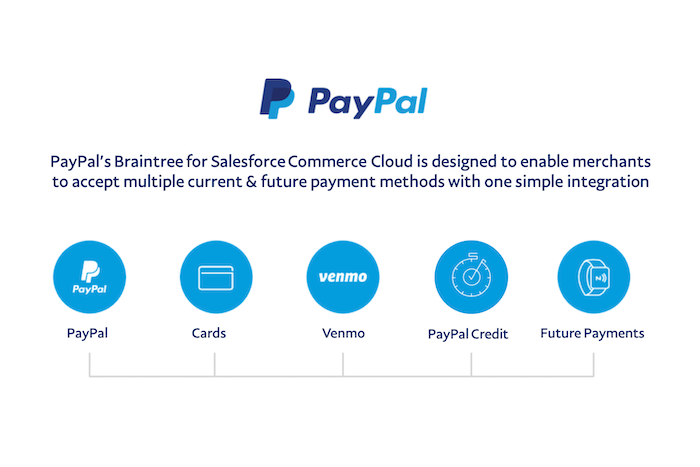 PayPal
PayPal's Braintree for Salesforce Commerce Cloud is designed to enable merchants
to accept multiple current & future payment methods with one simple integration
PayPal
venmo
N
PayPal
Cards
Venmo
PayPal Credit
Future Payments